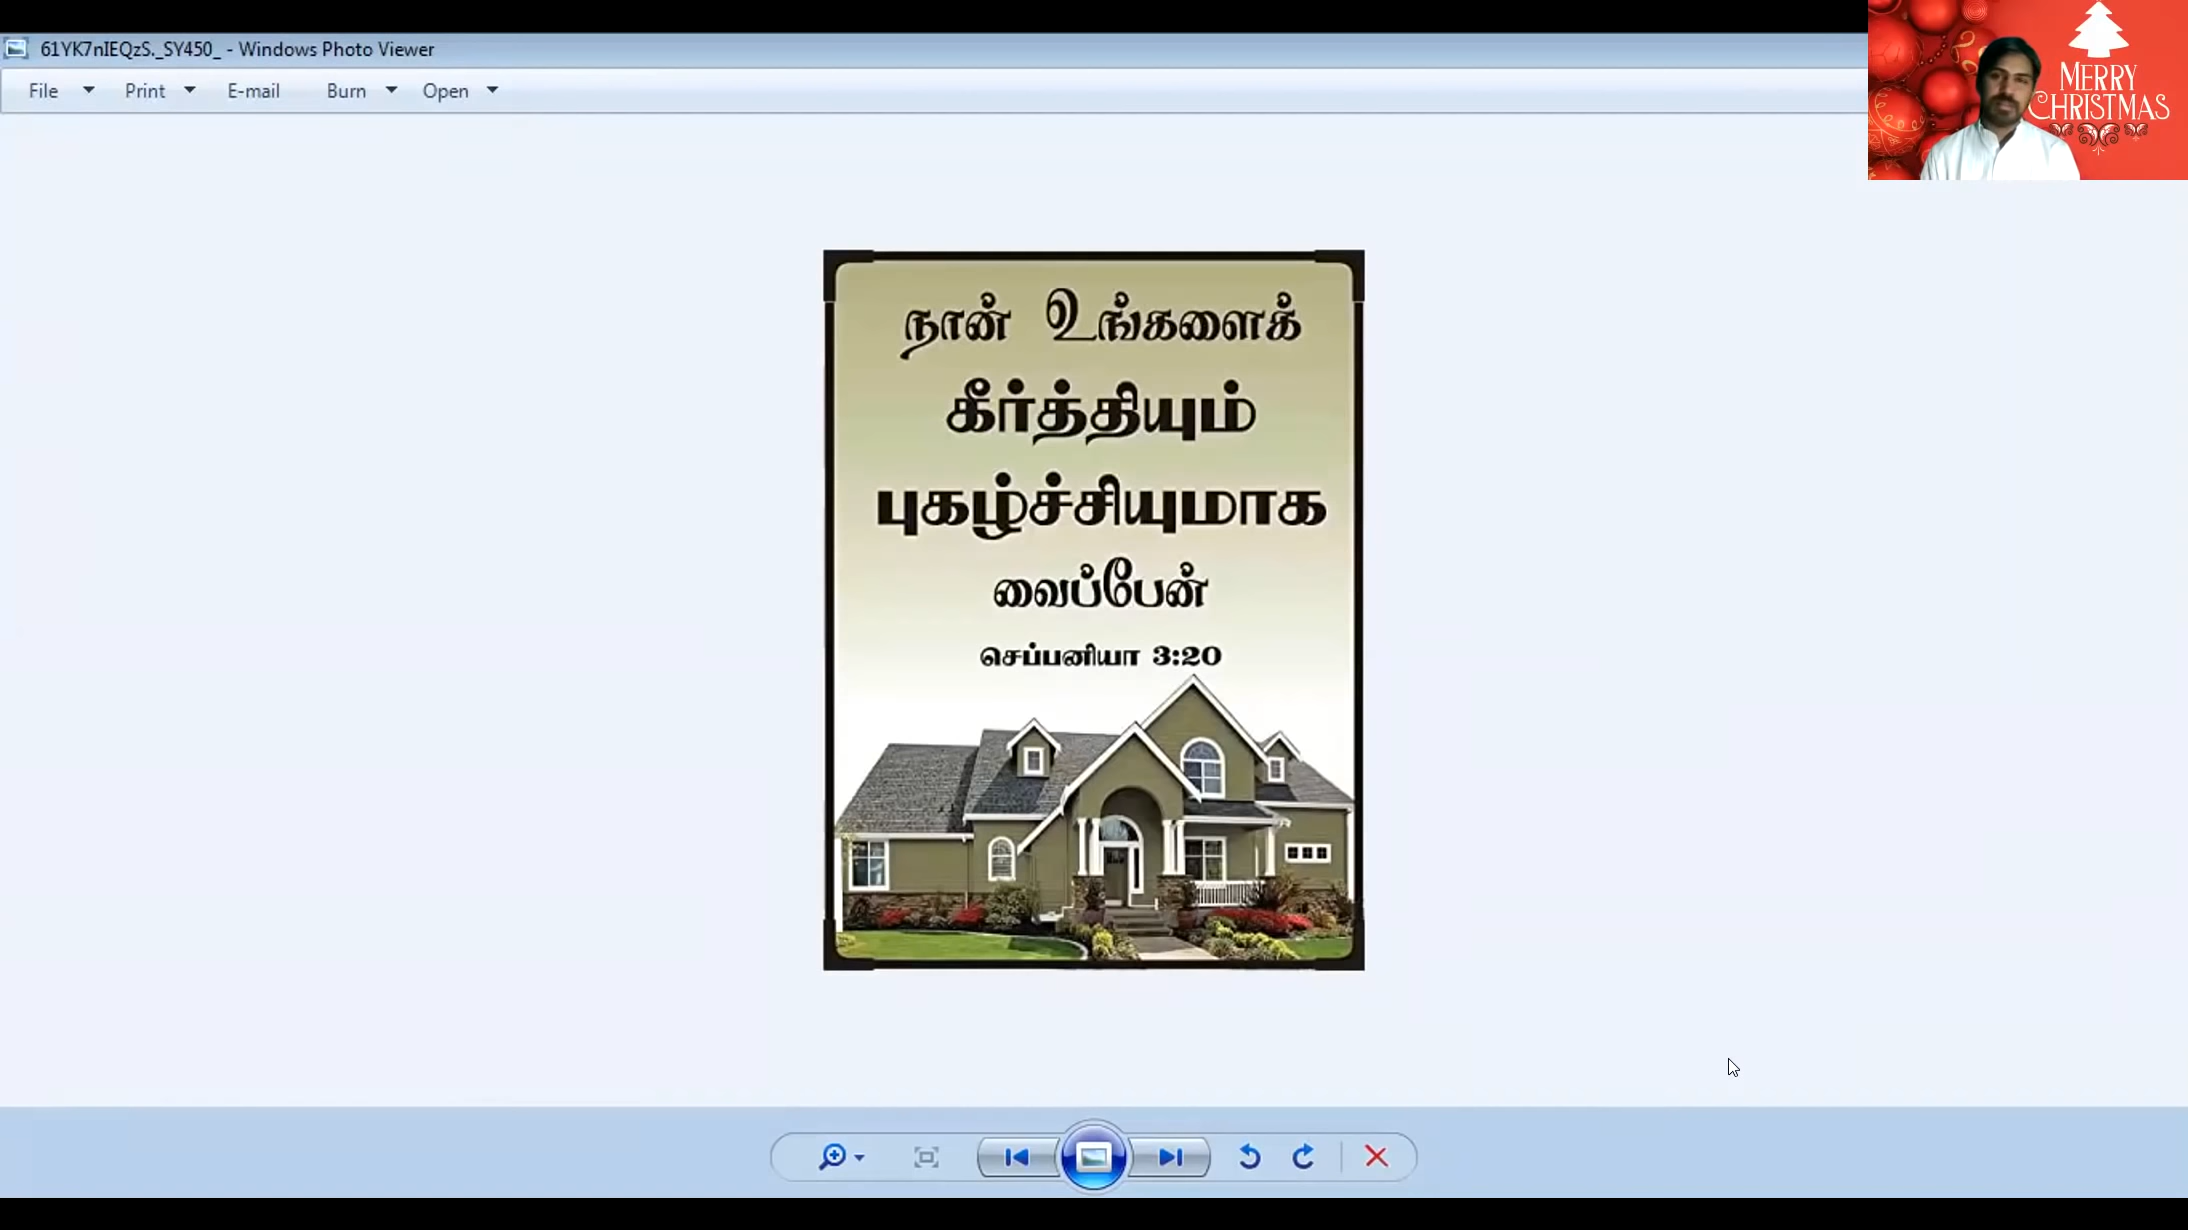 61YK7nIEQzS._SY450_ - Windows Photo Viewer
File Print E-mail Burn Open
MERRY
CHRISTMAS
நான் உங்களைக்
கீர்த்தியும்
புகழ்ச்சியுமாக
வைப்பேன்
செப்பனியா 3:20